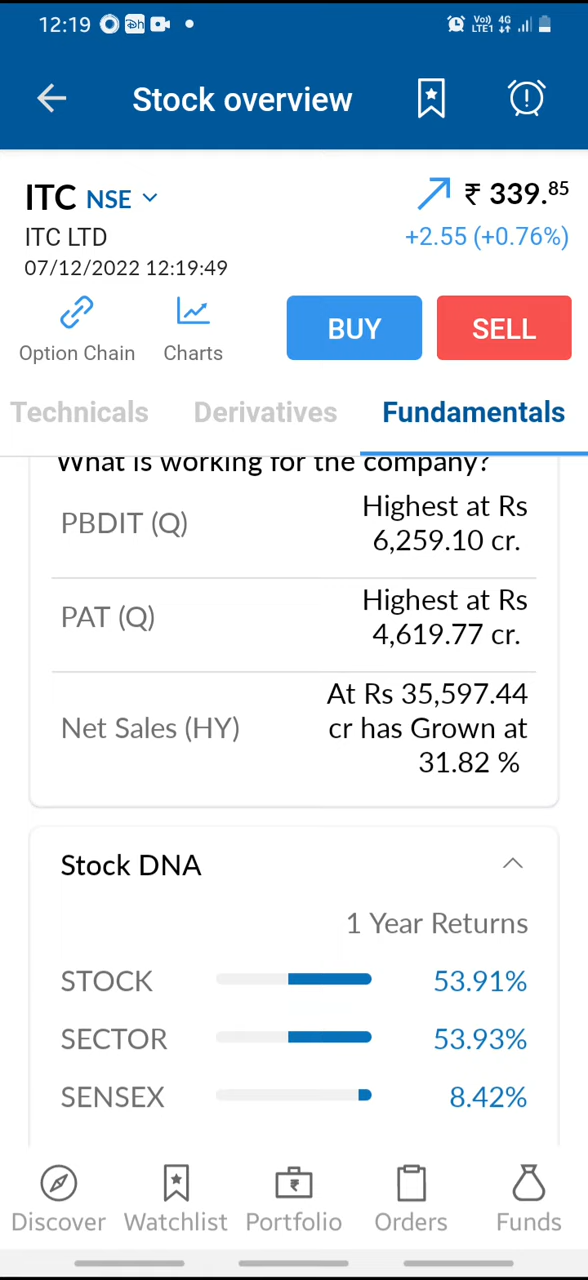 12:19 Vo) 4G LTE1
Stock overview
ITC NSE ₹ 339.85
ITC LTD +2.55 (+0.76%)
07/12/2022 12:19:49
Option Chain Charts BUY SELL
Technicals Derivatives Fundamentals
What is working for the company?
PBDIT (Q) Highest at Rs
6,259.10 cr.
PAT (Q) Highest at Rs
4,619.77 cr.
At Rs 35,597.44
Net Sales (HY) cr has Grown at
31.82 %
Stock DNA
1 Year Returns
STOCK 53.91%
SECTOR 53.93%
SENSEX 8.42%
Discover Watchlist Portfolio Orders Funds